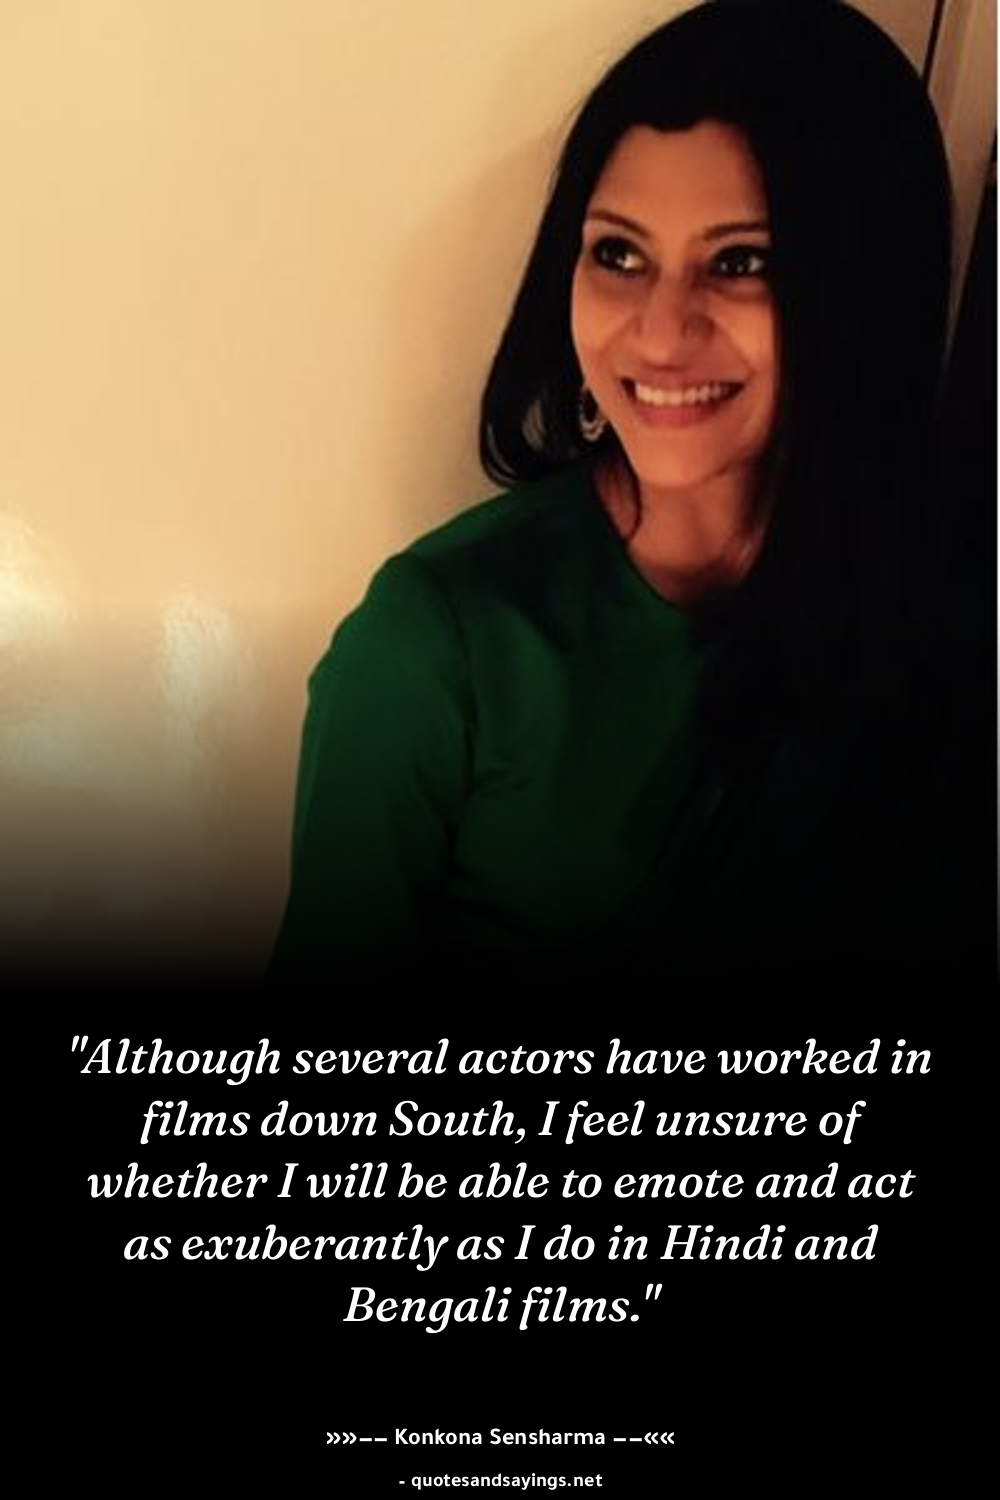 "Although several actors have worked in
films down South, I feel unsure of
whether I will be able to emote and act
as exuberantly as I do in Hindi and
Bengali films."
»»−− Konkona Sensharma −−««
- quotesandsayings.net